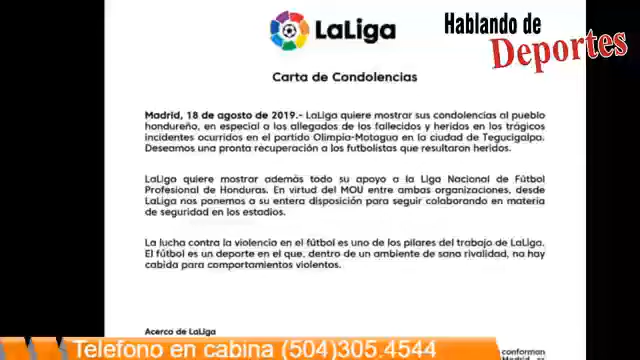 LaLiga
Hablando de
Deportes
Carta de Condolencias
Madrid, 18 de agosto de 2019.- LaLiga quiere mostrar sus condolencias al pueblo
hondureño, en especial a los allegados de los fallecidos y heridos en los trágicos
incidentes ocurridos en el partido Olimpia-Motogua en la ciudad de Tegucigalpa.
Deseamos una pronta recuperación a los futbolistas que resultaron heridos.
LaLiga quiere mostrar además todo su apoyo a la Liga Nacional de Fútbol
Profesional de Honduras. En virtud del MOU entre ambas organizaciones, desde
LaLiga nos ponemos a su entera disposición para seguir colaborando en materia
de seguridad en los estadios.
La lucha contra la violencia en el fútbol es uno de los pilares del trabajo de LaLiga.
El fútbol es un deporte en el que, dentro de un ambiente de sana rivalidad, no hay
cabida para comportamientos violentos.
Acerca de LaLiga
conforman
Telefono en cabina (504)305.4544